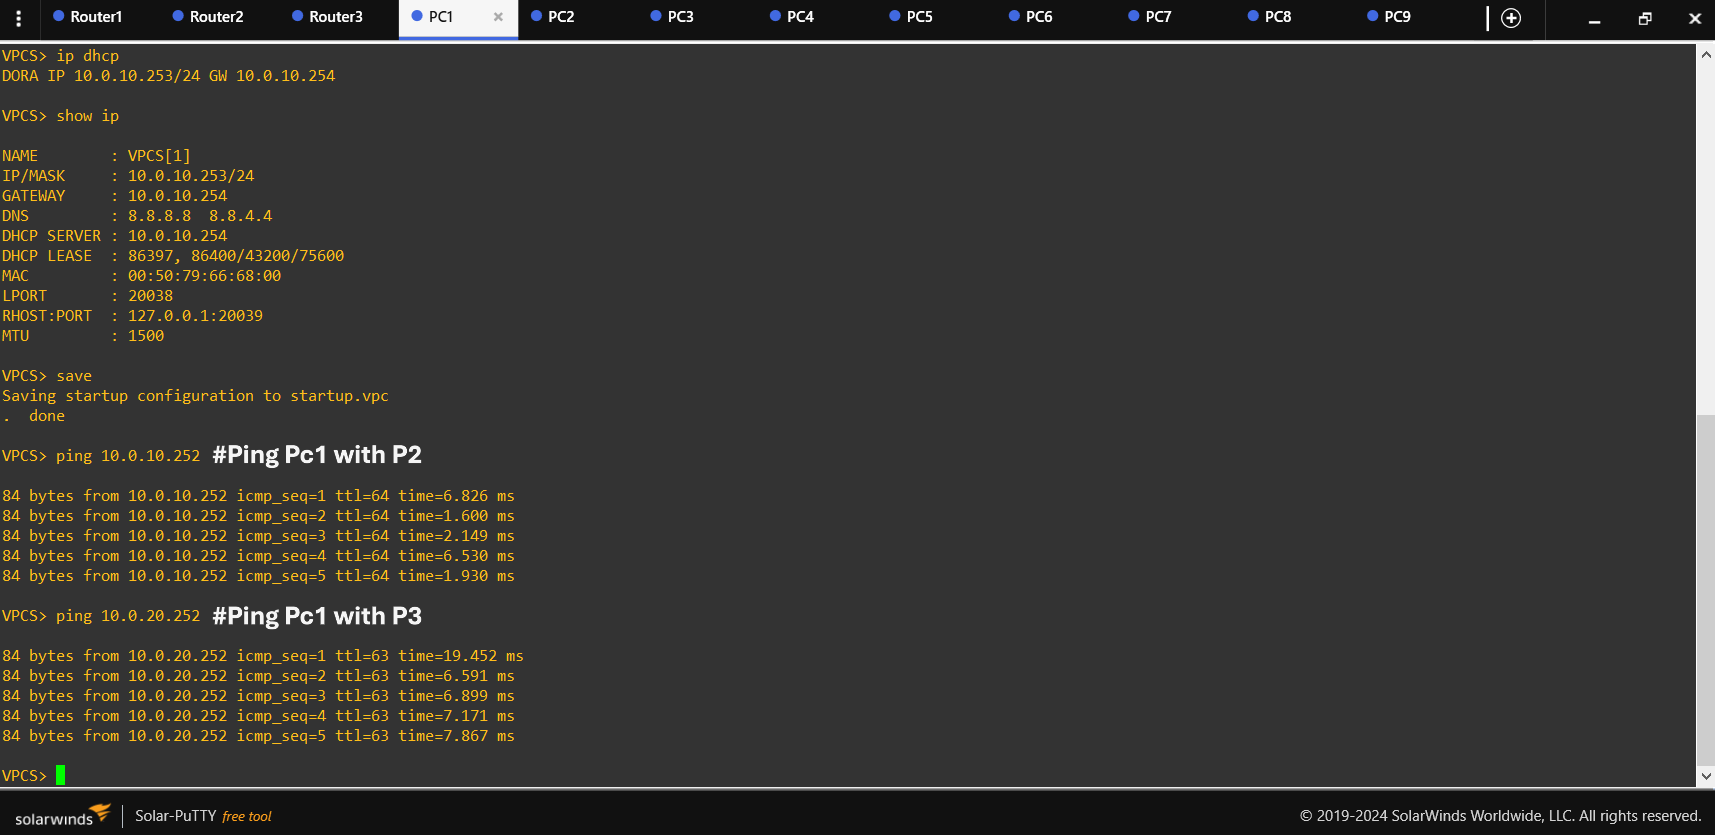 Router1 Router2 Router3 PC1 PC2 PC3 PC4 PC5 PC6 PC7 PC8 PC9
VPCS> ip dhcp
DORA IP 10.0.10.253/24 GW 10.0.10.254
VPCS> show ip
NAME        : VPCS[1]
IP/MASK     : 10.0.10.253/24
GATEWAY     : 10.0.10.254
DNS         : 8.8.8.8  8.8.4.4
DHCP SERVER : 10.0.10.254
DHCP LEASE  : 86397, 86400/43200/75600
MAC         : 00:50:79:66:68:00
LPORT       : 20038
RHOST:PORT  : 127.0.0.1:20039
MTU         : 1500
VPCS> save
Saving startup configuration to startup.vpc
.  done
VPCS> ping 10.0.10.252 #Ping Pc1 with P2
84 bytes from 10.0.10.252 icmp_seq=1 ttl=64 time=6.826 ms
84 bytes from 10.0.10.252 icmp_seq=2 ttl=64 time=1.600 ms
84 bytes from 10.0.10.252 icmp_seq=3 ttl=64 time=2.149 ms
84 bytes from 10.0.10.252 icmp_seq=4 ttl=64 time=6.530 ms
84 bytes from 10.0.10.252 icmp_seq=5 ttl=64 time=1.930 ms
VPCS> ping 10.0.20.252 #Ping Pc1 with P3
84 bytes from 10.0.20.252 icmp_seq=1 ttl=63 time=19.452 ms
84 bytes from 10.0.20.252 icmp_seq=2 ttl=63 time=6.591 ms
84 bytes from 10.0.20.252 icmp_seq=3 ttl=63 time=6.899 ms
84 bytes from 10.0.20.252 icmp_seq=4 ttl=63 time=7.171 ms
84 bytes from 10.0.20.252 icmp_seq=5 ttl=63 time=7.867 ms
VPCS>
solarwinds Solar-PuTTY free tool © 2019-2024 SolarWinds Worldwide, LLC. All rights reserved.